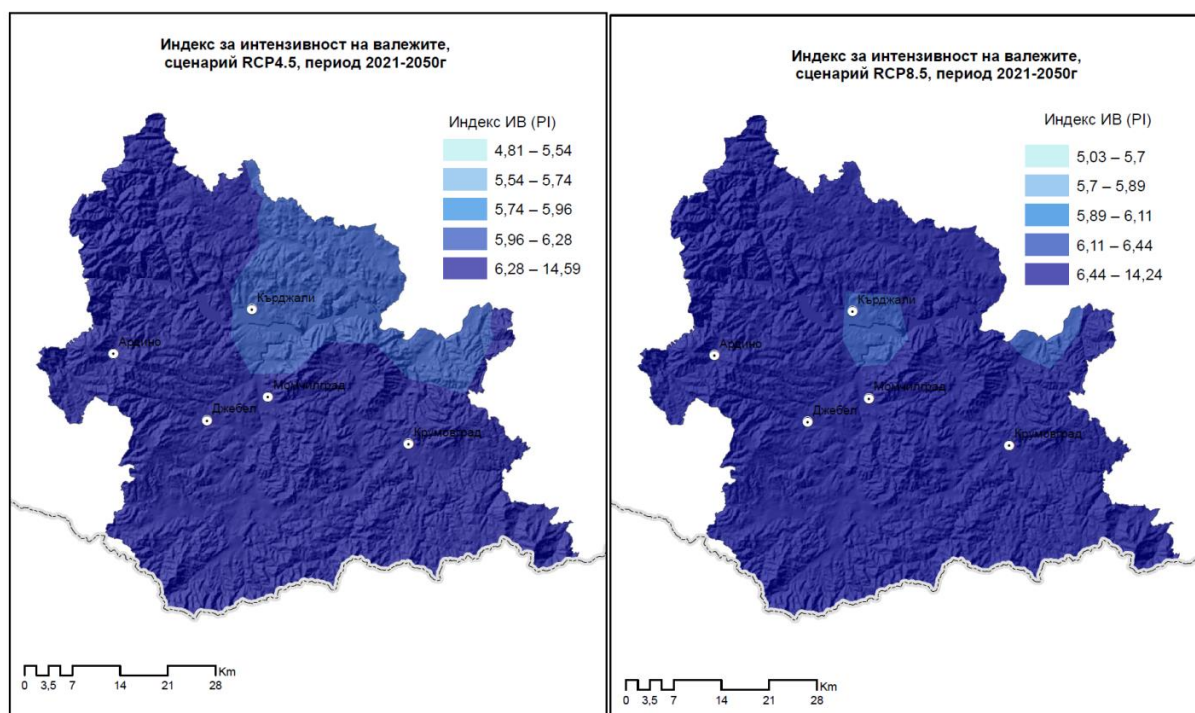 Индекс за интензивност на валежите,
сценарий RCP4.5, период 2021-2050г
Индекс ИВ (PI)
4,81 – 5,54
5,54 – 5,74
5,74 – 5,96
5,96 – 6,28
6,28 – 14,59
Кърджали
Ардино
Момчилград
Джебел
Крумовград
Km
0 3,5 7 14 21 28
Индекс за интензивност на валежите,
сценарий RCP8.5, период 2021-2050г
Индекс ИВ (PI)
5,03 – 5,7
5,7 – 5,89
5,89 – 6,11
6,11 – 6,44
6,44 – 14,24
Кърджали
Ардино
Момчилград
Джебел
Крумовград
Km
0 3,5 7 14 21 28